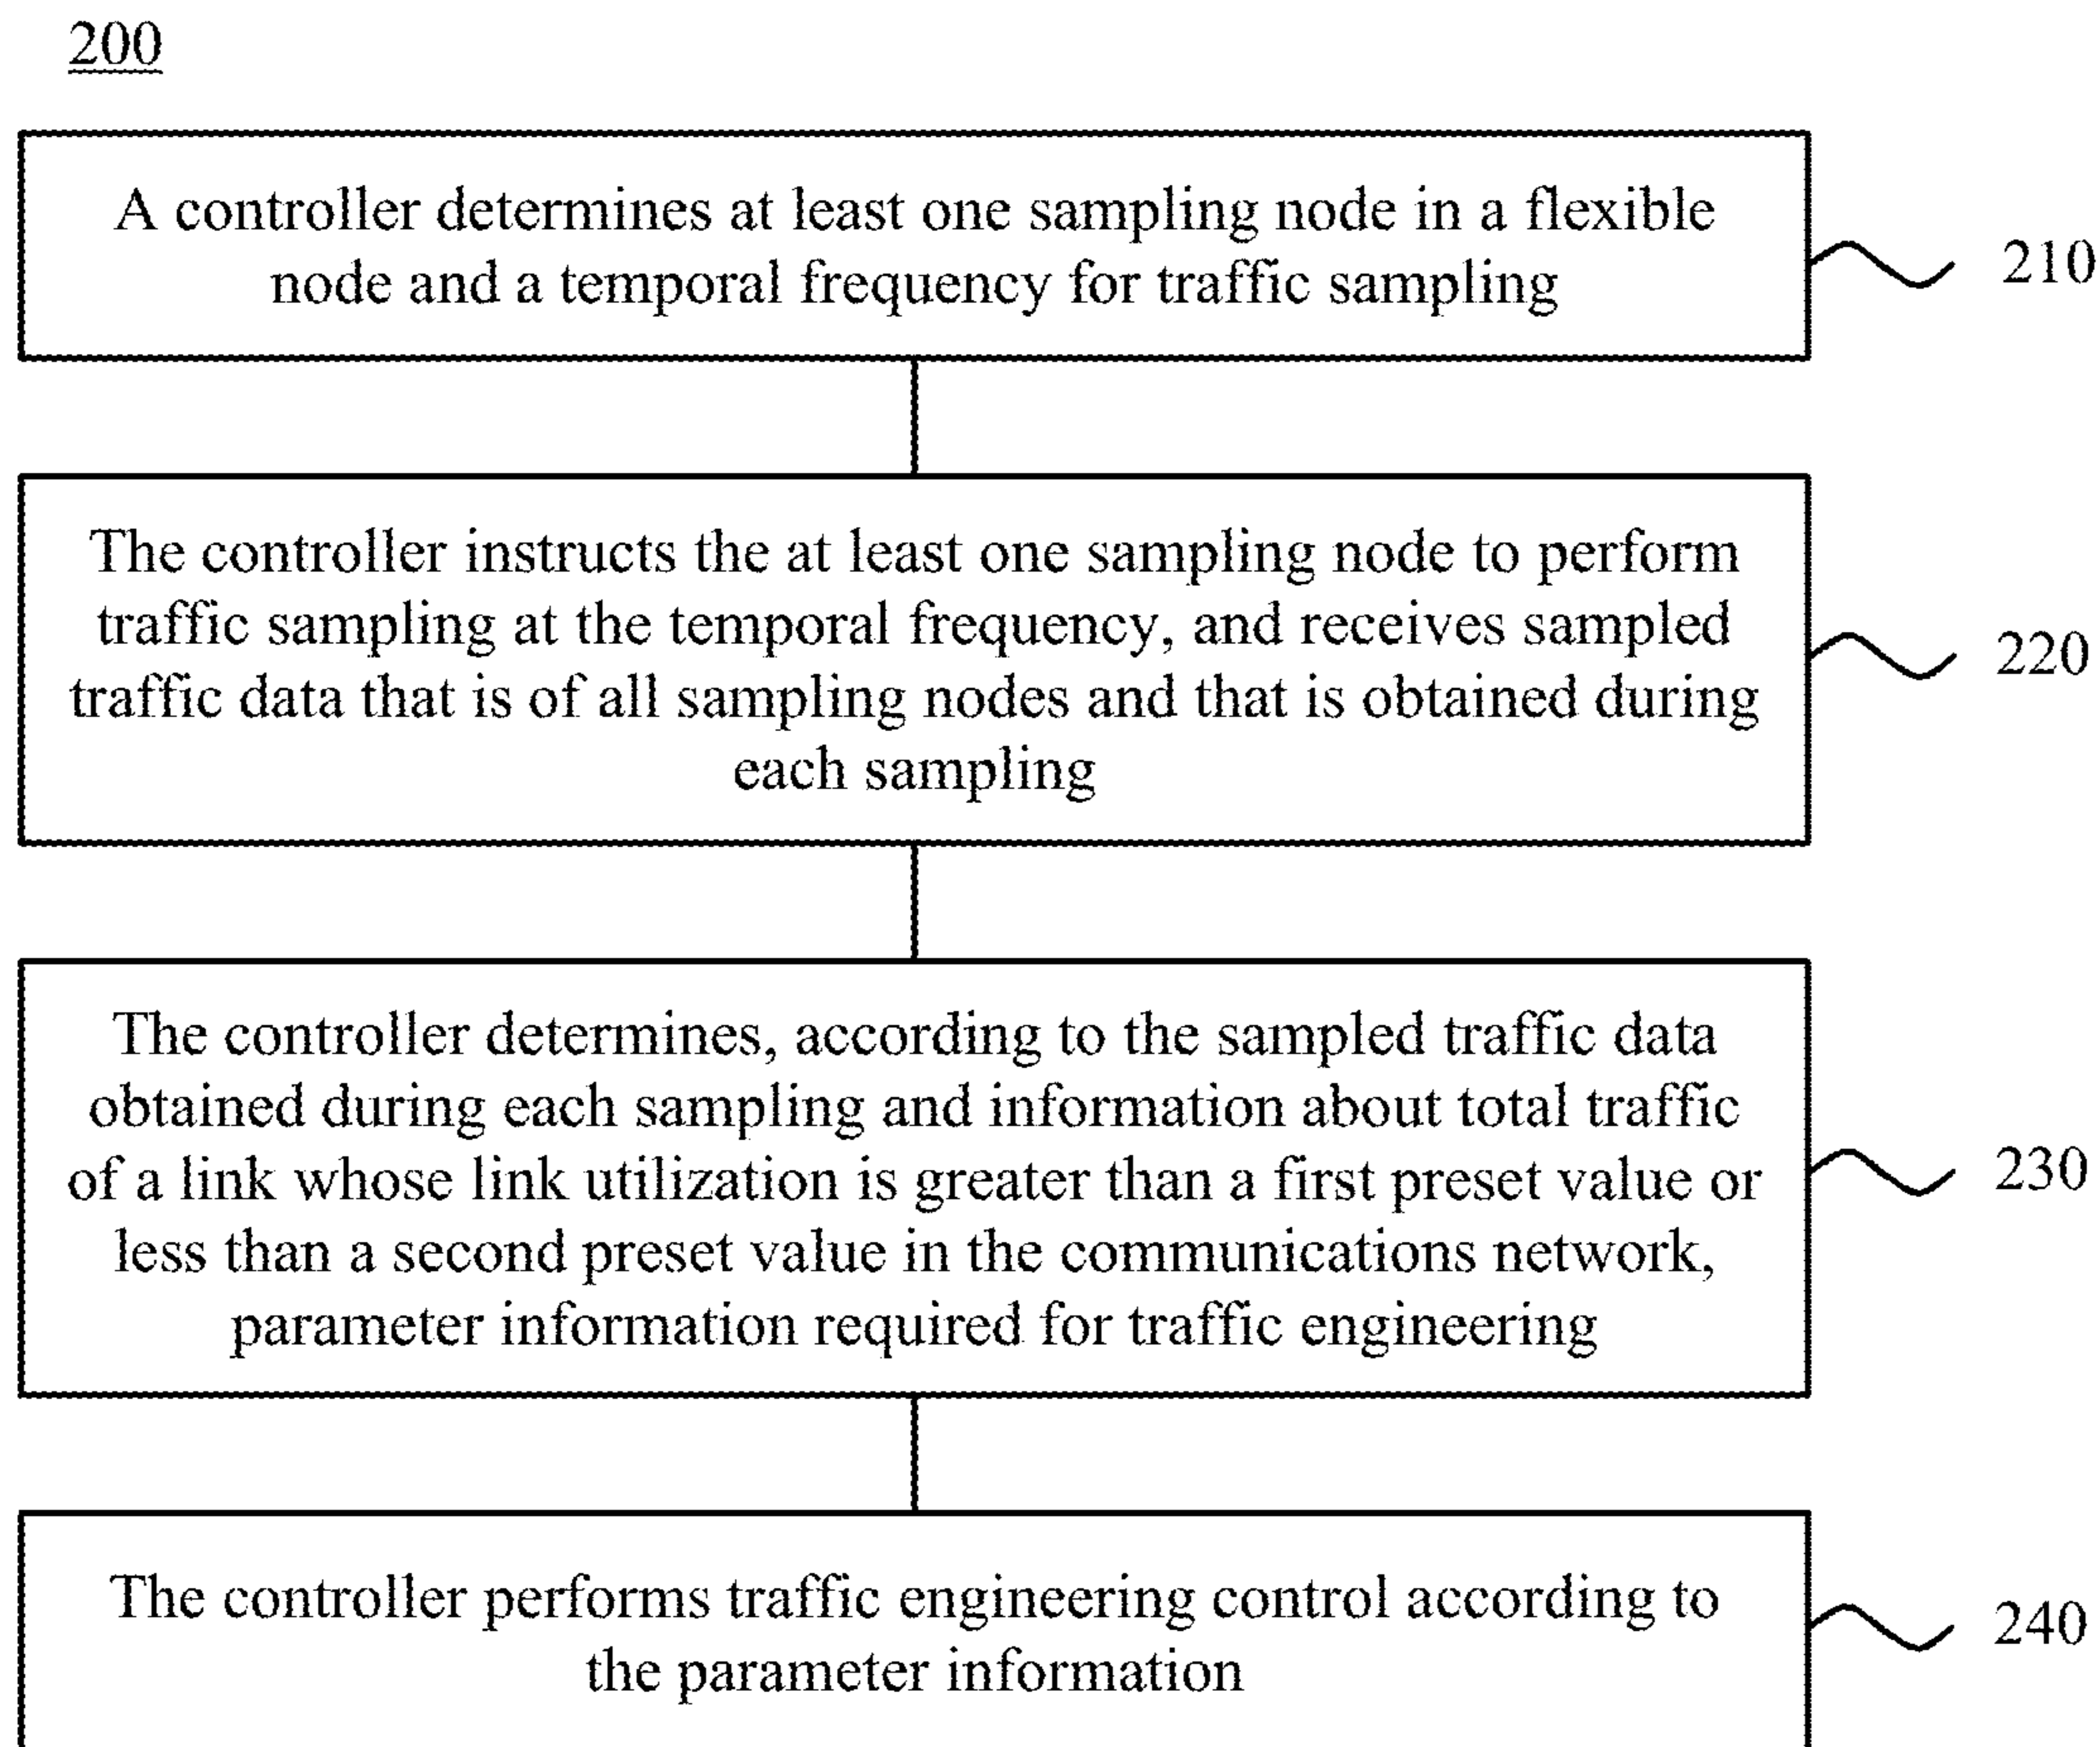 200
A controller determines at least one sampling node in a flexible
node and a temporal frequency for traffic sampling
210
The controller instructs the at least one sampling node to perform
traffic sampling at the temporal frequency, and receives sampled
traffic data that is of all sampling nodes and that is obtained during
each sampling
220
The controller determines, according to the sampled traffic data
obtained during each sampling and information about total traffic
of a link whose link utilization is greater than a first preset value or
less than a second preset value in the communications network,
parameter information required for traffic engineering
230
The controller performs traffic engineering control according to
the parameter information
240